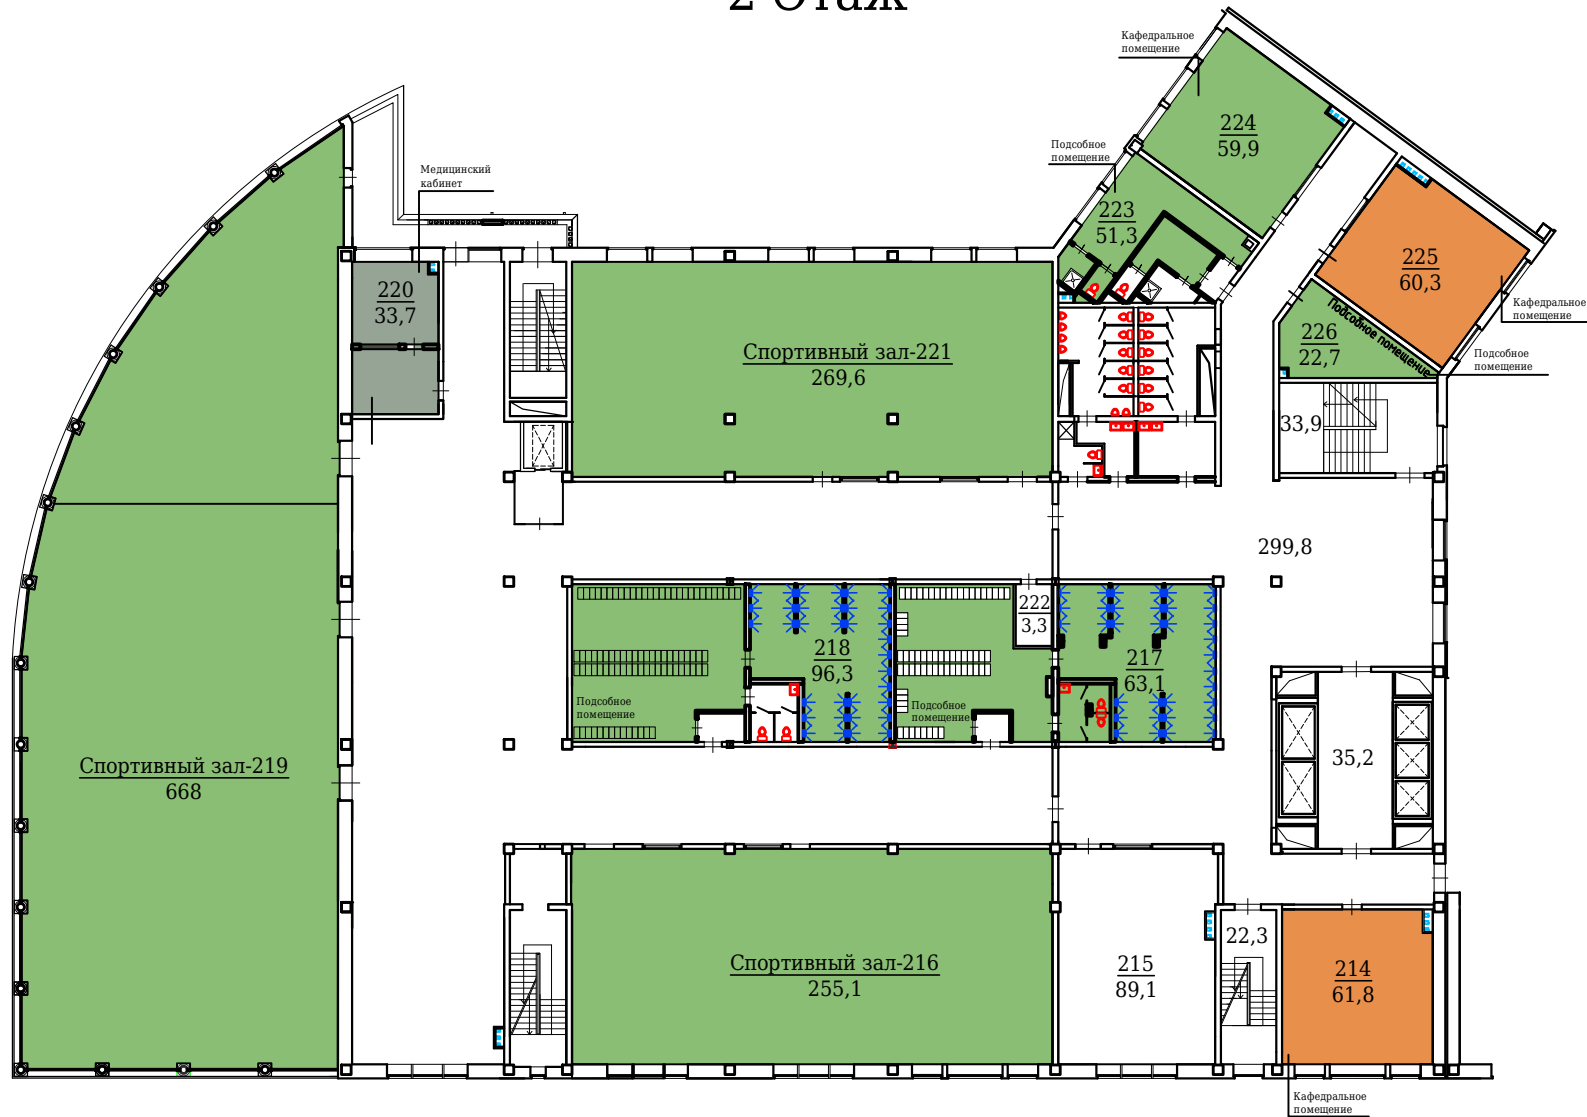 2 Этаж
Кафедральное
помещение
224
59,9
Подсобное
помещение
Медицинский
кабинет
223
51,3
225
60,3
220
33,7
Кафедральное
помещение
Подсобное помещение
226
22,7
Подсобное
помещение
Спортивный зал-221
269,6
33,9
299,8
222
3,3
218
96,3
217
63,1
Подсобное
помещение
Подсобное
помещение
Спортивный зал-219
668
35,2
22,3
Спортивный зал-216
255,1
215
89,1
214
61,8
Кафедральное
помещение